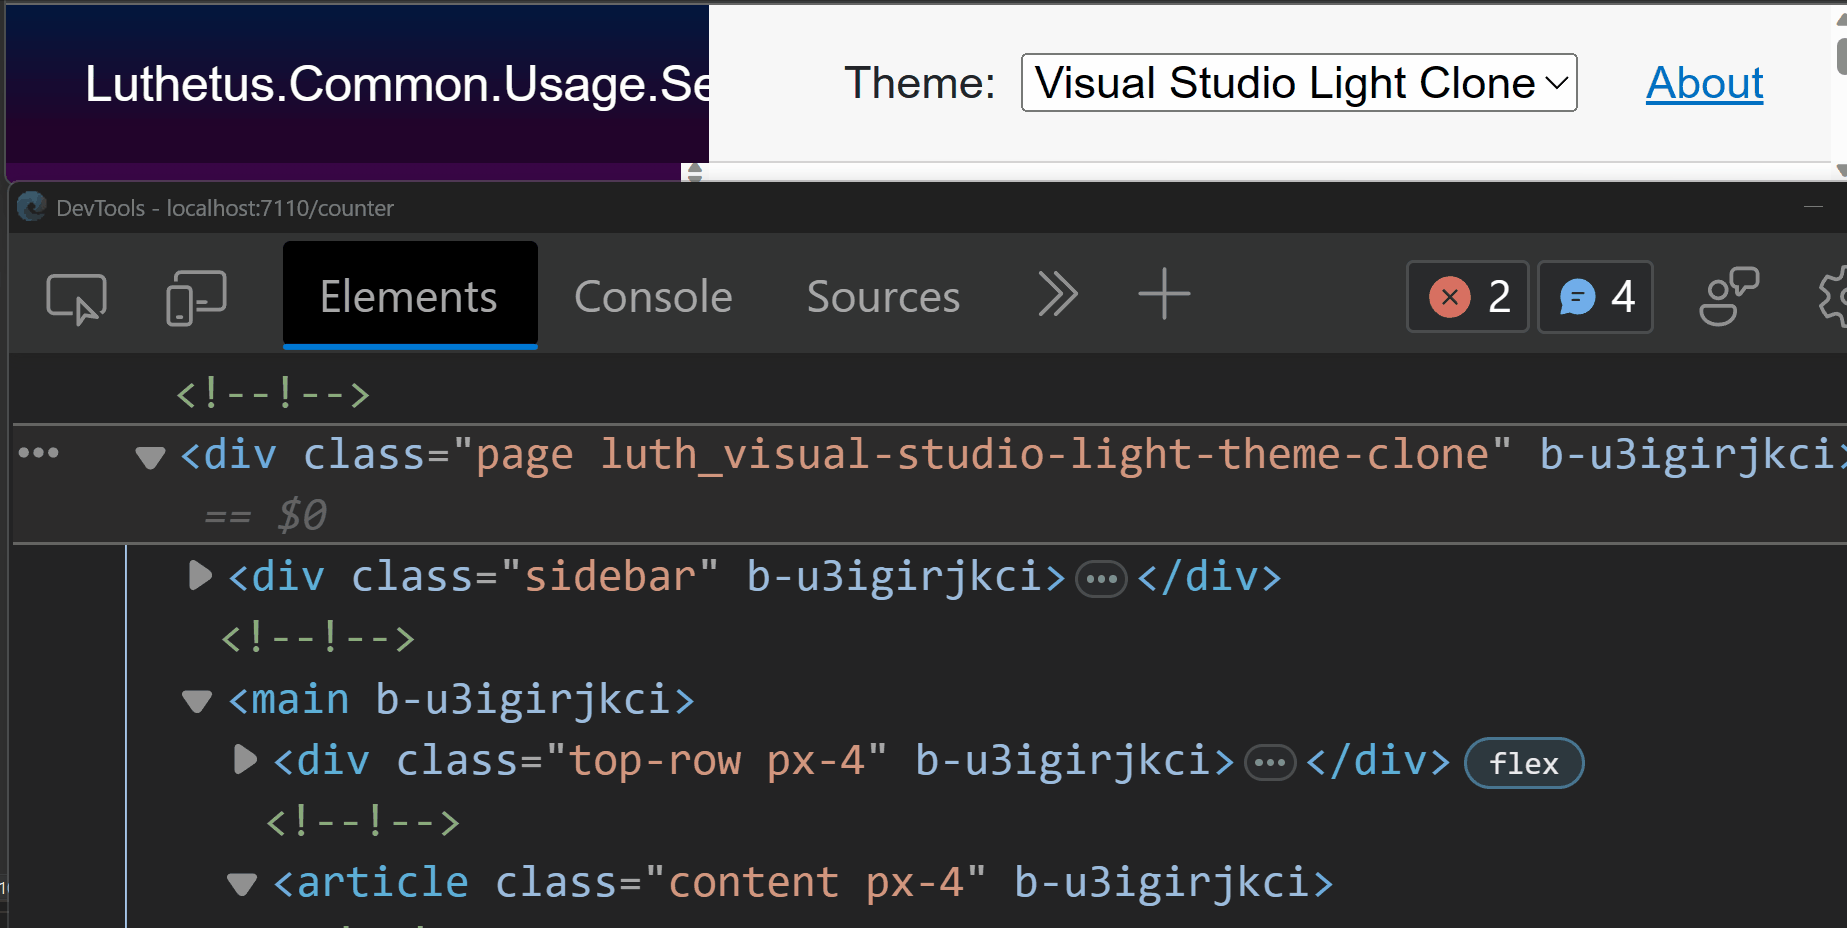 Luthetus.Common.Usage.Se
Theme: Visual Studio Light Clone About
DevTools - localhost:7110/counter
Elements Console Sources 2 4
<!--!-->
<div class="page luth_visual-studio-light-theme-clone" b-u3igirjkci>
== $0
<div class="sidebar" b-u3igirjkci>…</div>
<!--!-->
<main b-u3igirjkci>
<div class="top-row px-4" b-u3igirjkci>…</div> flex
<!--!-->
<article class="content px-4" b-u3igirjkci>